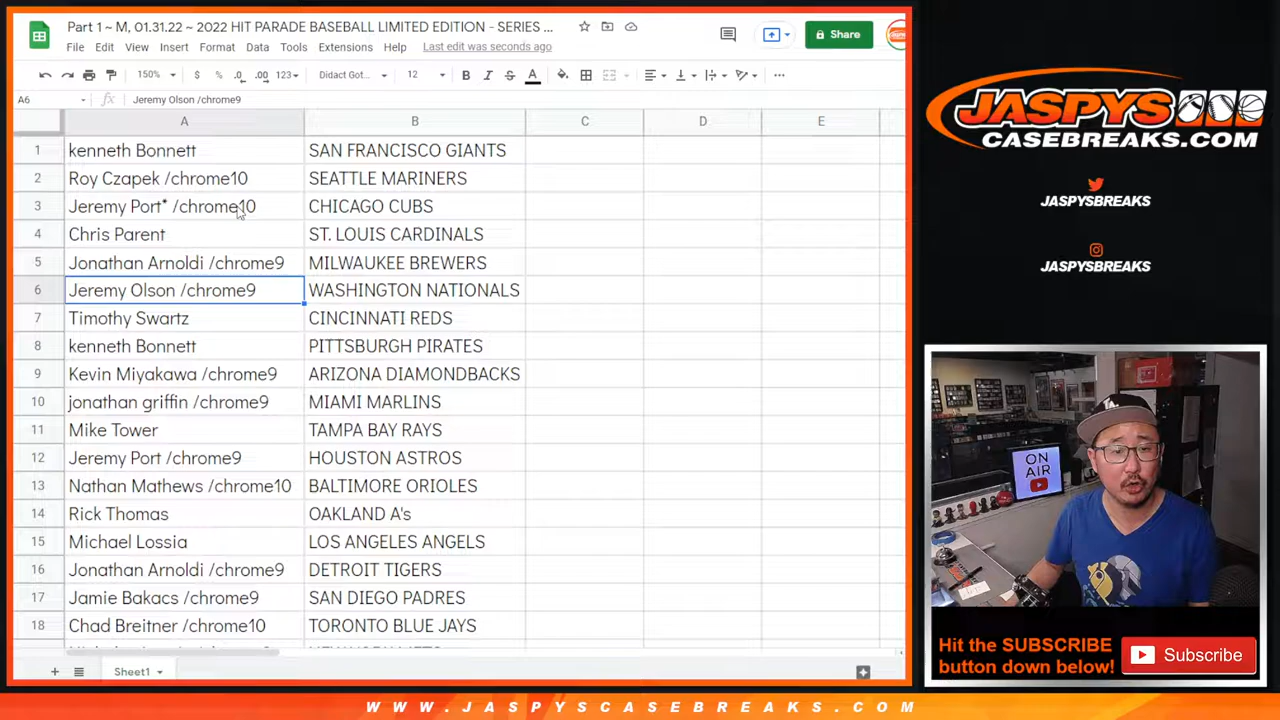 Part 1 ~ M, 01.31.22 ~ 2022 HIT PARADE BASEBALL LIMITED EDITION - SERIES ...
File Edit View Insert Format Data Tools Extensions Help Last edit was seconds ago
Share
150% $ % .0 .00 123 Didact Got... 12 B I S A
A6 fx Jeremy Olson /chrome9
A B C D E
1 kenneth Bonnett SAN FRANCISCO GIANTS
2 Roy Czapek /chrome10 SEATTLE MARINERS
3 Jeremy Port* /chrome10 CHICAGO CUBS
4 Chris Parent ST. LOUIS CARDINALS
5 Jonathan Arnoldi /chrome9 MILWAUKEE BREWERS
6 Jeremy Olson /chrome9 WASHINGTON NATIONALS
7 Timothy Swartz CINCINNATI REDS
8 kenneth Bonnett PITTSBURGH PIRATES
9 Kevin Miyakawa /chrome9 ARIZONA DIAMONDBACKS
10 jonathan griffin /chrome9 MIAMI MARLINS
11 Mike Tower TAMPA BAY RAYS
12 Jeremy Port /chrome9 HOUSTON ASTROS
13 Nathan Mathews /chrome10 BALTIMORE ORIOLES
14 Rick Thomas OAKLAND A's
15 Michael Lossia LOS ANGELES ANGELS
16 Jonathan Arnoldi /chrome9 DETROIT TIGERS
17 Jamie Bakacs /chrome9 SAN DIEGO PADRES
18 Chad Breitner /chrome10 TORONTO BLUE JAYS
Sheet1
JASPYS
CASEBREAKS.COM
JASPYSBREAKS
JASPYSBREAKS
ON
AIR
Hit the SUBSCRIBE
button down below!
Subscribe
WWW.JASPYSCASEBREAKS.COM